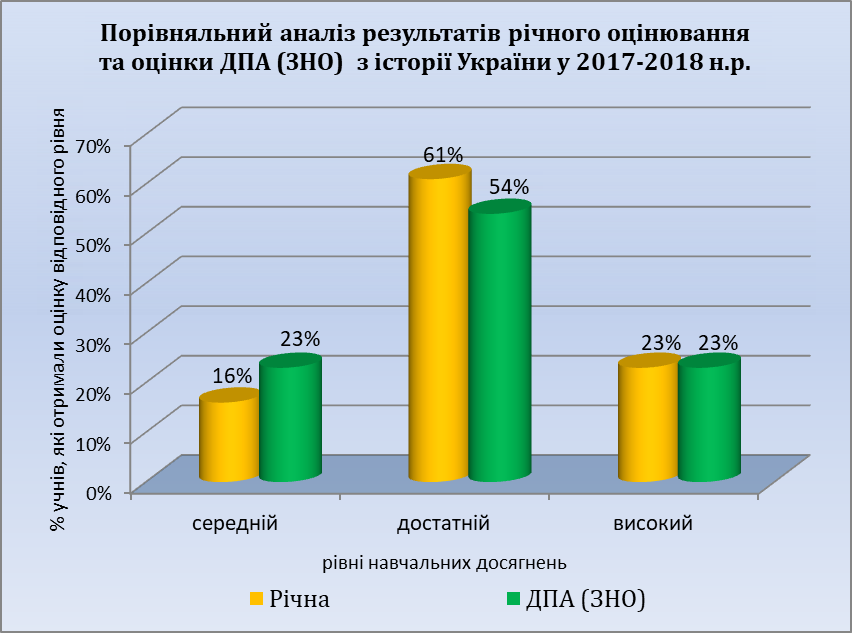 Порівняльний аналіз результатів річного оцінювання
та оцінки ДПА (ЗНО) з історії України у 2017-2018 н.р.
% учнів, які отримали оцінку відповідного рівня
70%
60%
50%
40%
30%
20%
10%
0%
16%
23%
61%
54%
23%
23%
середній
достатній
високий
рівні навчальних досягнень
Річна
ДПА (ЗНО)